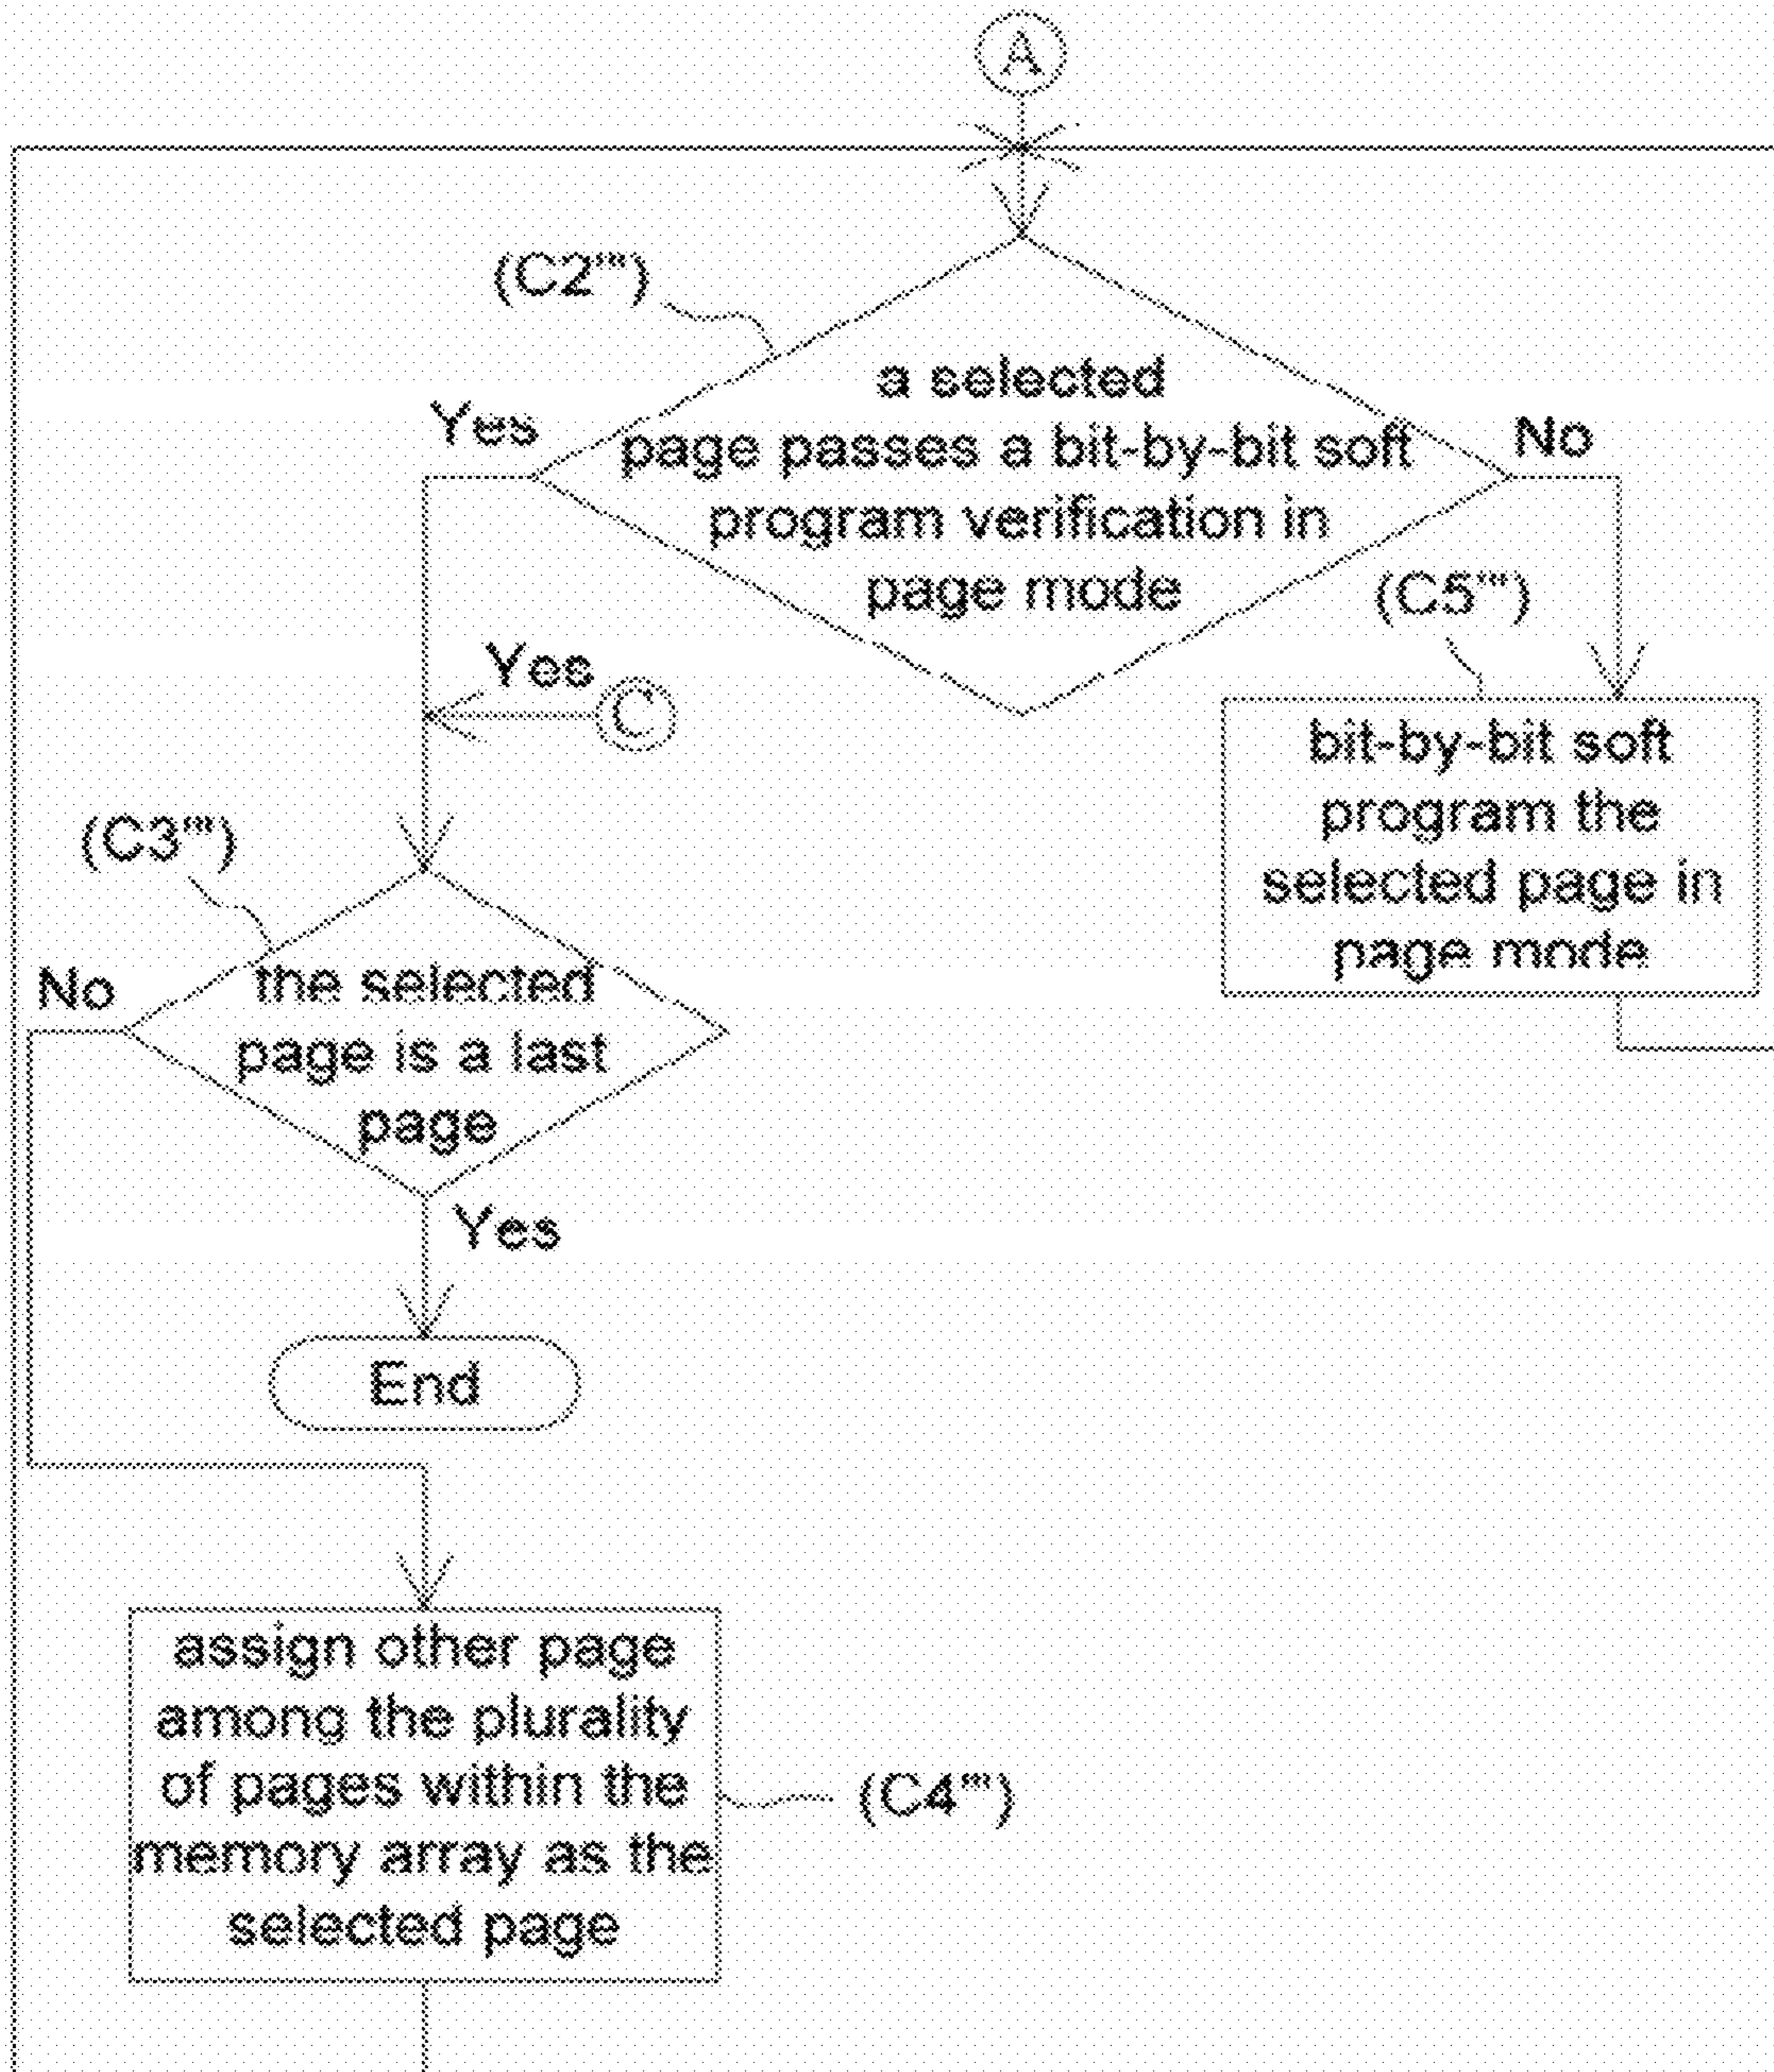 A
(C2''')
a selected
page passes a bit-by-bit soft
program verification in
page mode
Yes
No
(C5''')
Yes
C
bit-by-bit soft
program the
selected page in
page mode
(C3''')
No
the selected
page is a last
page
Yes
End
assign other page
among the plurality
of pages within the
memory array as the
selected page
(C4''')